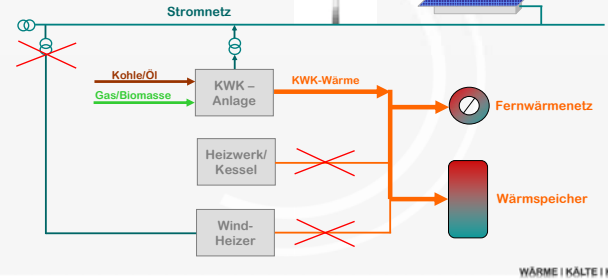 Stromnetz
Kohle/Öl
Gas/Biomasse
KWK –
Anlage
KWK-Wärme
Fernwärmenetz
Heizwerk/
Kessel
Wärmspeicher
Wind-
Heizer
WÄRME | KÄLTE |